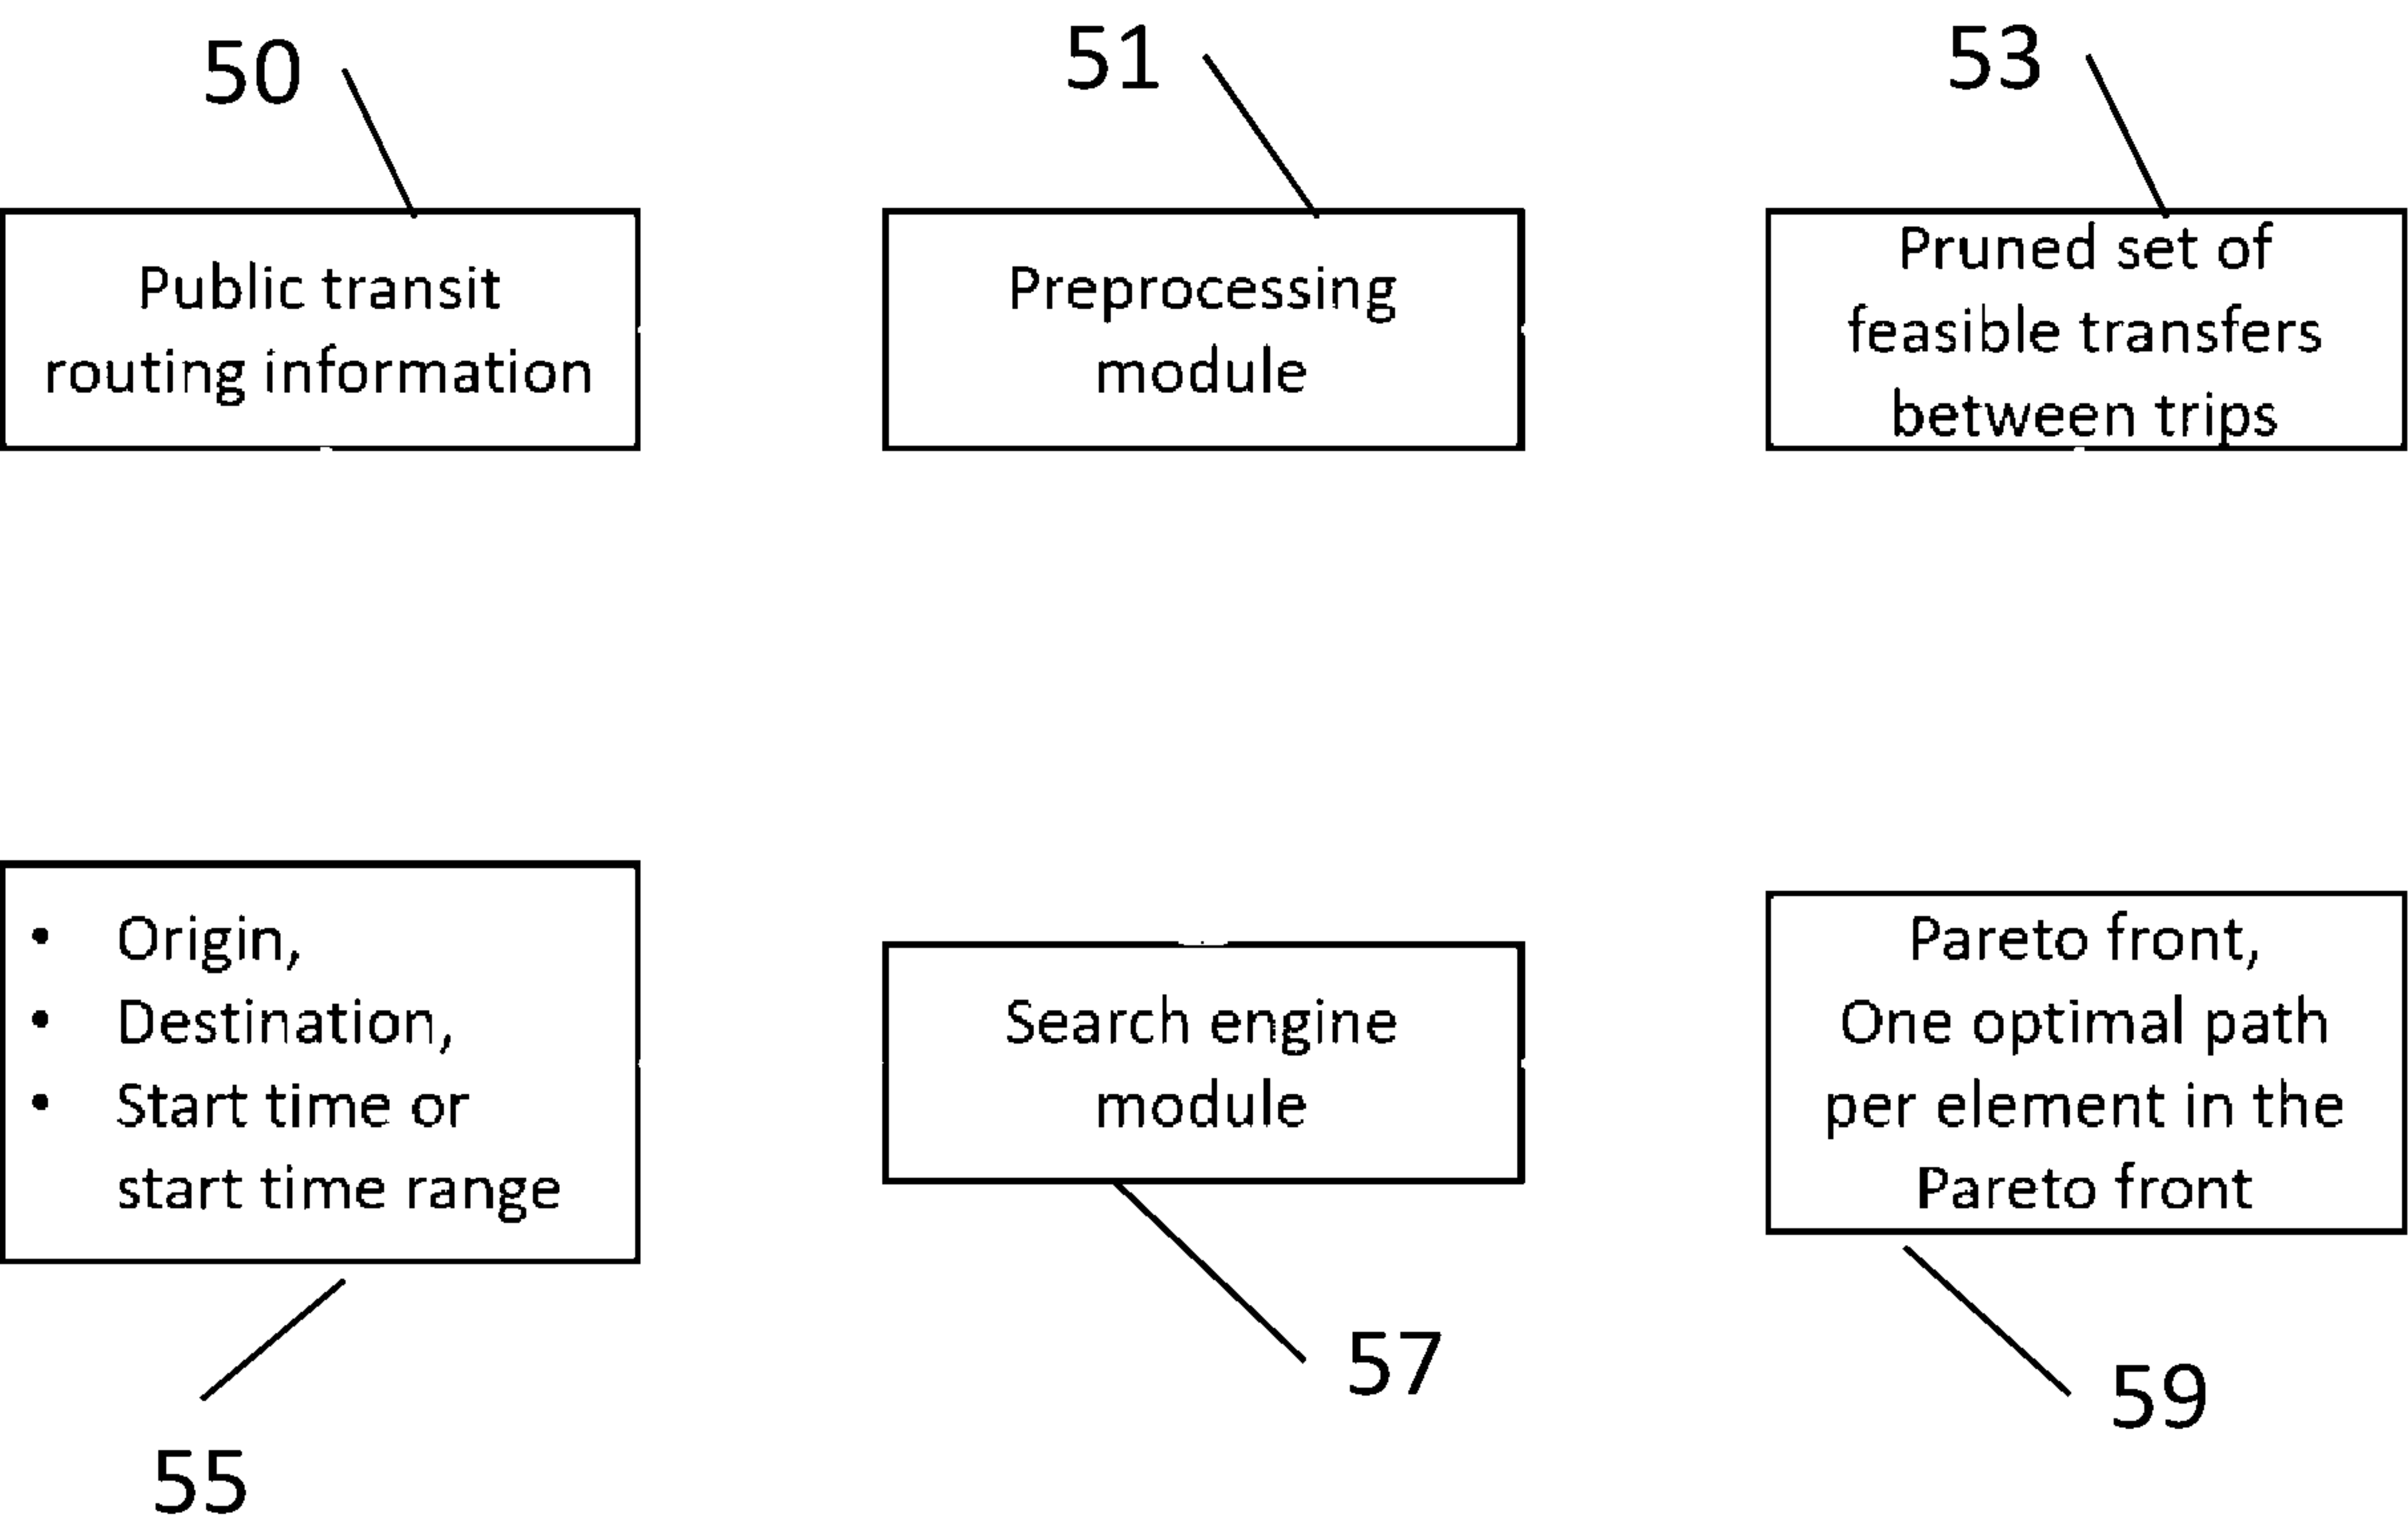 50
51
53
Public transit
routing information
Preprocessing
module
Pruned set of
feasible transfers
between trips
• Origin,
• Destination,
• Start time or
start time range
Search engine
module
Pareto front,
One optimal path
per element in the
Pareto front
57
59
55